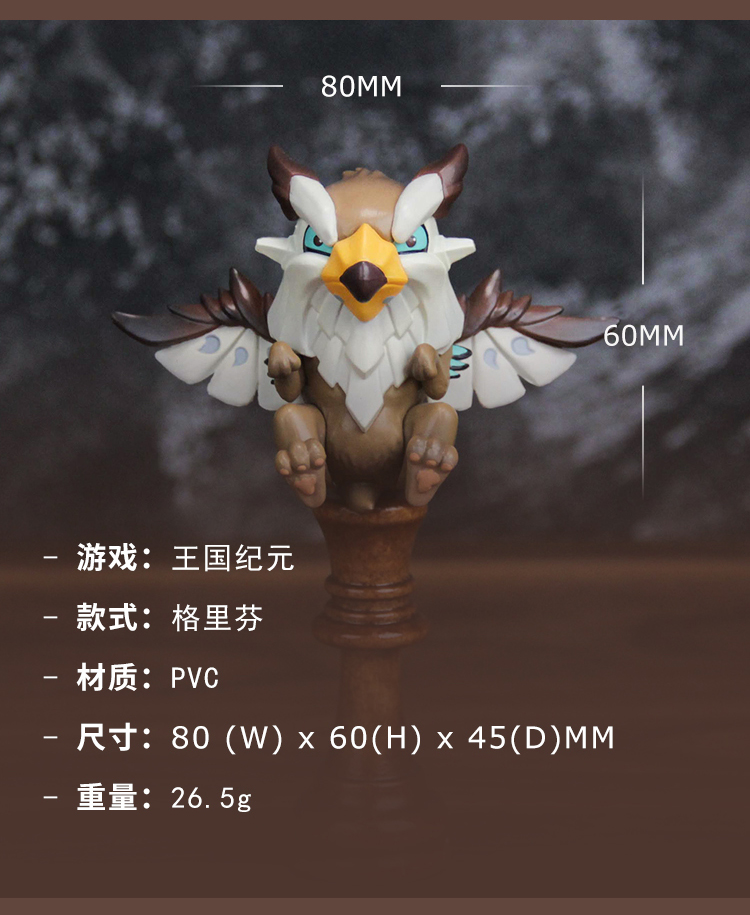 80MM
60MM
- 游戏：王国纪元
- 款式：格里芬
- 材质：PVC
- 尺寸：80 (W) x 60(H) x 45(D)MM
- 重量：26.5g